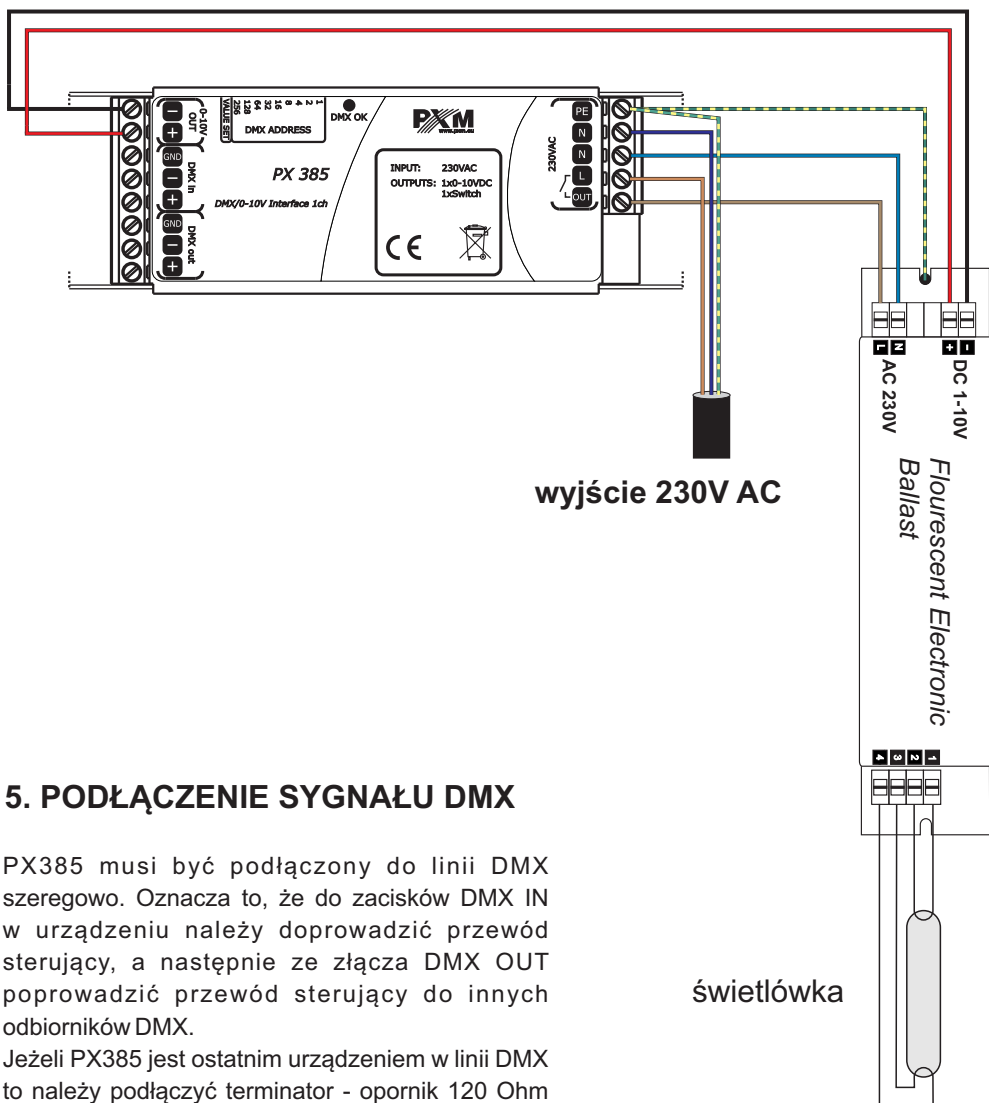 0-10V
OUT
GND
DMX in
GND
DMX out
VALUE SET
256
128
64
32
16
8
4
2
1
DMX ADDRESS
DMX OK
PX 385
DMX/0-10V Interface 1ch
PXM
www.pxm.eu
INPUT: 230VAC
OUTPUTS: 1x0-10VDC
1xSwitch
CE
230VAC
PE
N
N
L
OUT
wyjście 230V AC
L
N
+
-
AC 230V
DC 1-10V
Flourescent Electronic
Ballast
4
3
2
1
5. PODŁĄCZENIE SYGNAŁU DMX
PX385 musi być podłączony do linii DMX
szeregowo. Oznacza to, że do zacisków DMX IN
w urządzeniu należy doprowadzić przewód
sterujący, a następnie ze złącza DMX OUT
poprowadzić przewód sterujący do innych
odbiorników DMX.
Jeżeli PX385 jest ostatnim urządzeniem w linii DMX
to należy podłączyć terminator - opornik 120 Ohm
świetlówka